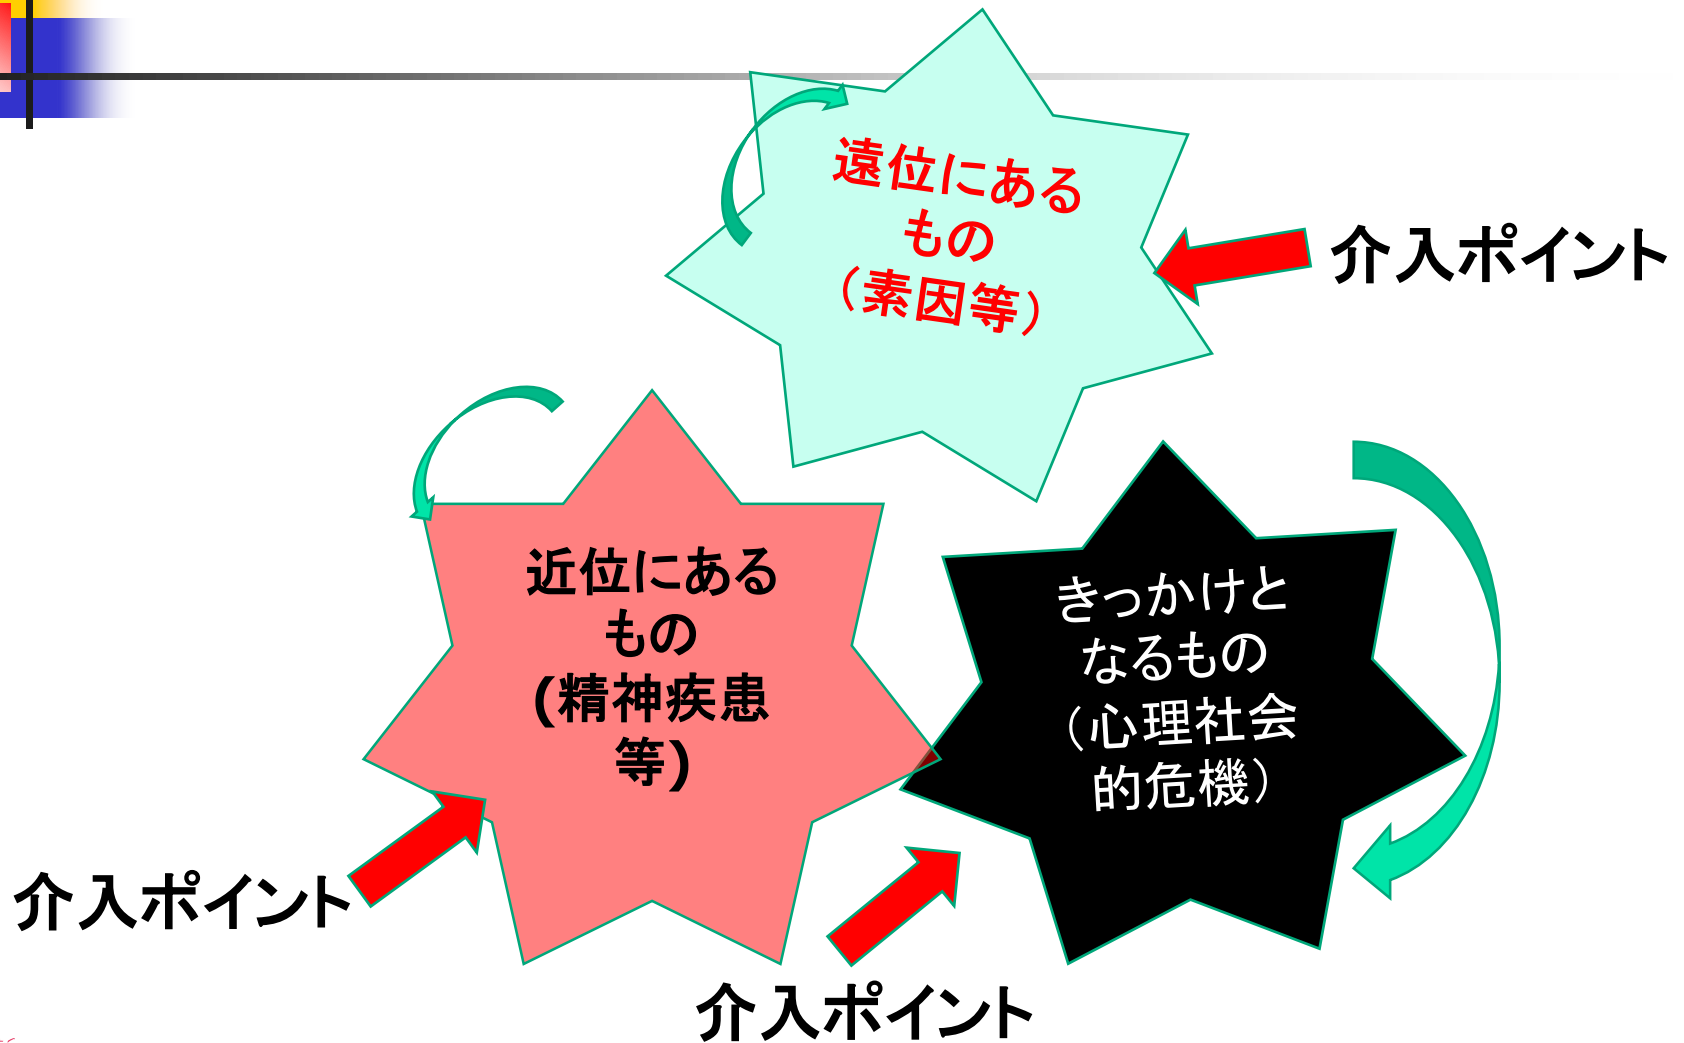 遠位にある
もの
（素因等）
介入ポイント
近位にある
もの
(精神疾患
等)
きっかけと
なるもの
（心理社会
的危機）
介入ポイント
介入ポイント